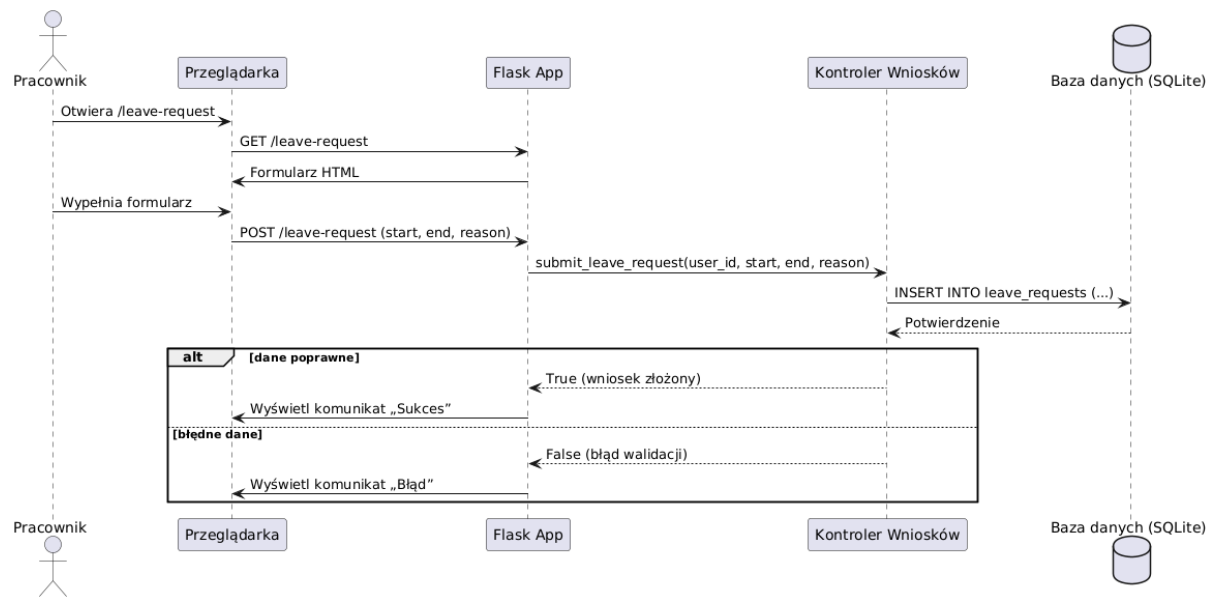 Pracownik
Przeglądarka
Flask App
Kontroler Wniosków
Baza danych (SQLite)
Otwiera /leave-request
GET /leave-request
Formularz HTML
Wypełnia formularz
POST /leave-request (start, end, reason)
submit_leave_request(user_id, start, end, reason)
INSERT INTO leave_requests (...)
Potwierdzenie
alt [dane poprawne]
True (wniosek złożony)
Wyświetl komunikat „Sukces”
[błędne dane]
False (błąd walidacji)
Wyświetl komunikat „Błąd”
Pracownik
Przeglądarka
Flask App
Kontroler Wniosków
Baza danych (SQLite)